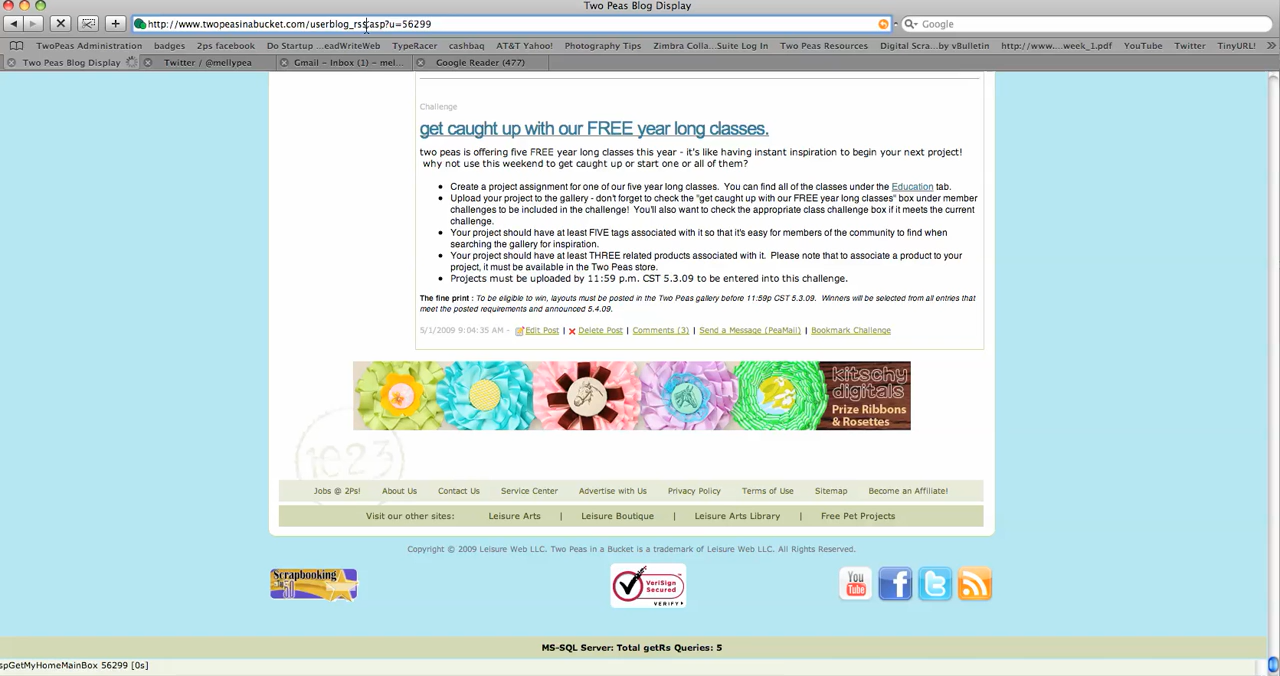 Two Peas Blog Display
http://www.twopeasinabucket.com/userblog_rss.asp?u=56299
Google
TwoPeas Administration badges 2ps facebook Do Startup ...eadWriteWeb TypeRacer cashbaq AT&T Yahoo! Portfolio Pages Zimbra Colla...Suite Log In Two Peas Resources Digital Scra...by vBulletin http://www....week_1.pdf YouTube Twitter TinyURL! »
Two Peas Blog Display Twitter / @mellypea Gmail – Inbox (1) – mel... Google Reader (477)
Challenge
get caught up with our FREE year long classes.
two peas is offering five FREE year long classes this year - it's like having instant inspiration to begin your next project!
why not use this weekend to get caught up or start one or all of them?
• Create a project assignment for one of our five year long classes. You can find all of the classes under the Education tab.
• Upload your project to the gallery - don't forget to check the "get caught up with our FREE year long classes" box under member
challenges to be included in the challenge! You'll also want to check the appropriate class challenge box if it meets the current
challenge.
• Your project should have at least FIVE tags associated with it so that it's easy for members of the community to find when
searching the gallery for inspiration.
• Your project should have at least THREE related products associated with it. Please note that to associate a product to your
project, it must be available in the Two Peas store.
• Projects must be uploaded by 11:59 p.m. CST 5.3.09 to be entered into this challenge.
The fine print : To be eligible to win, layouts must be posted in the Two Peas gallery before 11:59p CST 5.3.09. Winners will be selected from all entries that
meet the posted requirements and announced 5.4.09.
5/1/2009 9:04:35 AM - Edit Post | Delete Post | Comments (3) | Send a Message (PeaMail) | Bookmark Challenge
kitschy
digitals
Prize Ribbons
& Rosettes
1e23
Jobs @ 2Ps! About Us Contact Us Service Center Advertise with Us Privacy Policy Terms of Use Sitemap Become an Affiliate!
Visit our other sites: Leisure Arts | Leisure Boutique | Leisure Arts Library | Free Pet Projects
Copyright © 2009 Leisure Web LLC. Two Peas in a Bucket is a trademark of Leisure Web LLC. All Rights Reserved.
Scrapbooking
50
VeriSign
Secured
VERIFY
You
Tube
MS-SQL Server: Total getRs Queries: 5
spGetMyHomeMainBox 56299 [0s]